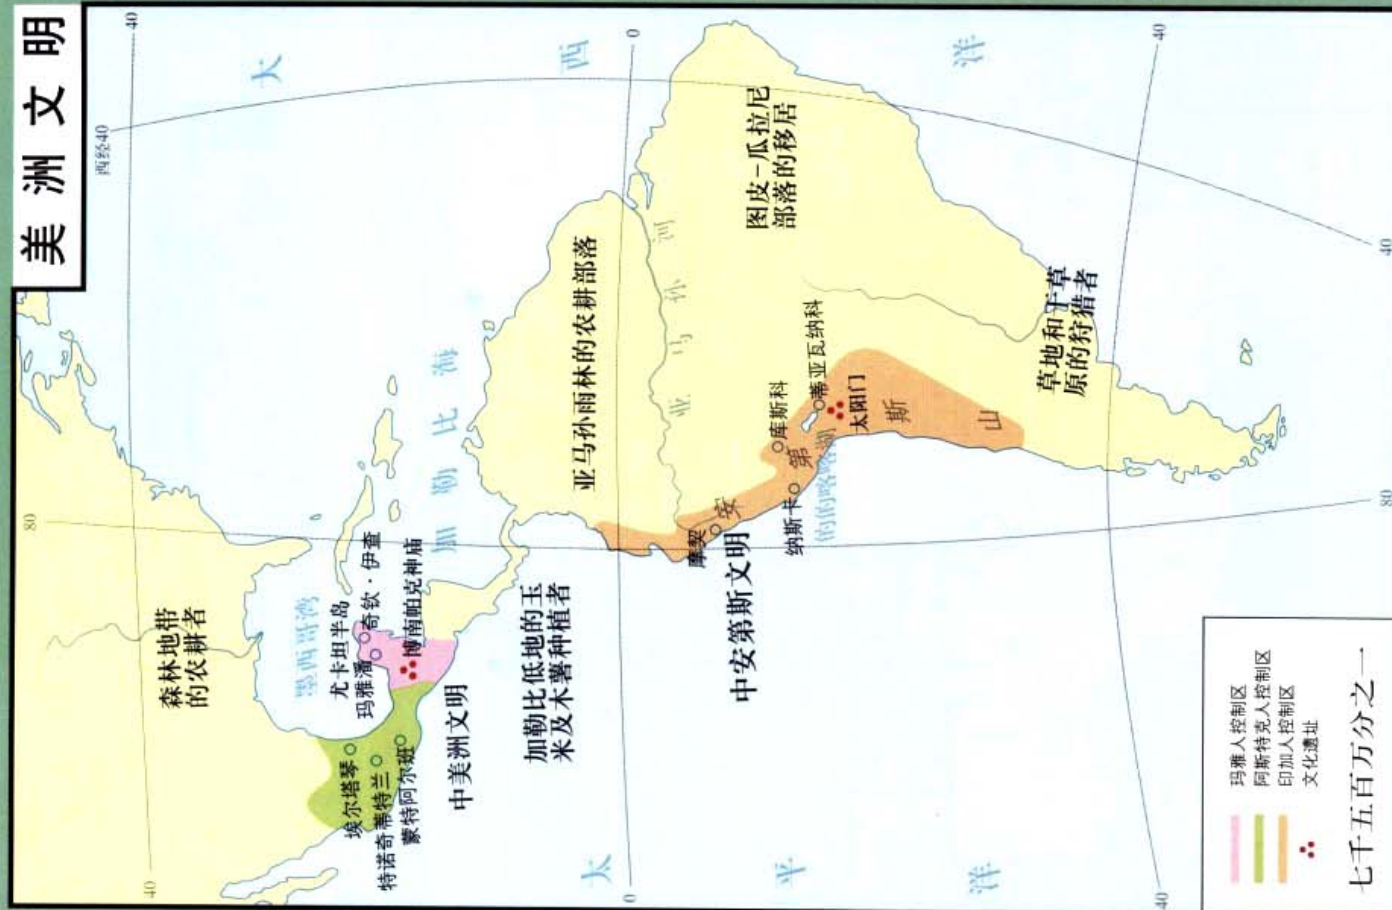 美洲文明
西经40
40
0
40
40
80
80
40
0
40
大
西
洋
森林地带
的农耕者
墨西哥湾
尤卡坦半岛
玛雅潘
奇钦·伊查
博南帕克神庙
埃尔塔琴
特诺奇蒂特兰
蒙特阿尔班
中美洲文明
加勒比海
加勒比低地的玉
米及木薯种植者
亚马孙雨林的农耕部落
亚马孙河
图皮-瓜拉尼
部落的移居
摩契
中安第斯文明
纳斯卡
库斯科
蒂亚瓦纳科
太阳门
的的喀喀湖
安第斯山
草地和干草
原的狩猎者
太
平
洋
玛雅人控制区
阿斯特克人控制区
印加人控制区
文化遗址
七千五百万分之一